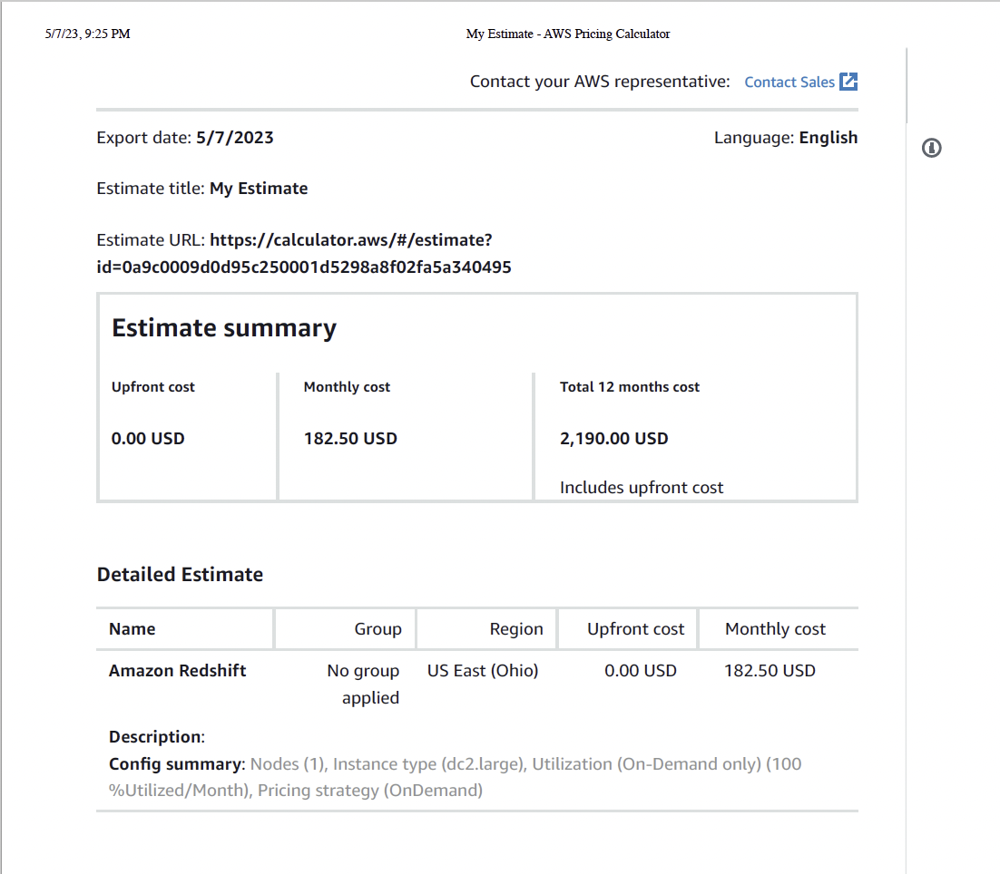 5/7/23, 9:25 PM
My Estimate - AWS Pricing Calculator
Contact your AWS representative: Contact Sales
Export date: 5/7/2023
Language: English
Estimate title: My Estimate
Estimate URL: https://calculator.aws/#/estimate?
id=0a9c0009d0d95c250001d5298a8f02fa5a340495
Estimate summary
Upfront cost
Monthly cost
Total 12 months cost
0.00 USD
182.50 USD
2,190.00 USD
Includes upfront cost
Detailed Estimate
Name Group Region Upfront cost Monthly cost
Amazon Redshift No group US East (Ohio) 0.00 USD 182.50 USD
applied
Description:
Config summary: Nodes (1), Instance type (dc2.large), Utilization (On-Demand only) (100
%Utilized/Month), Pricing strategy (OnDemand)